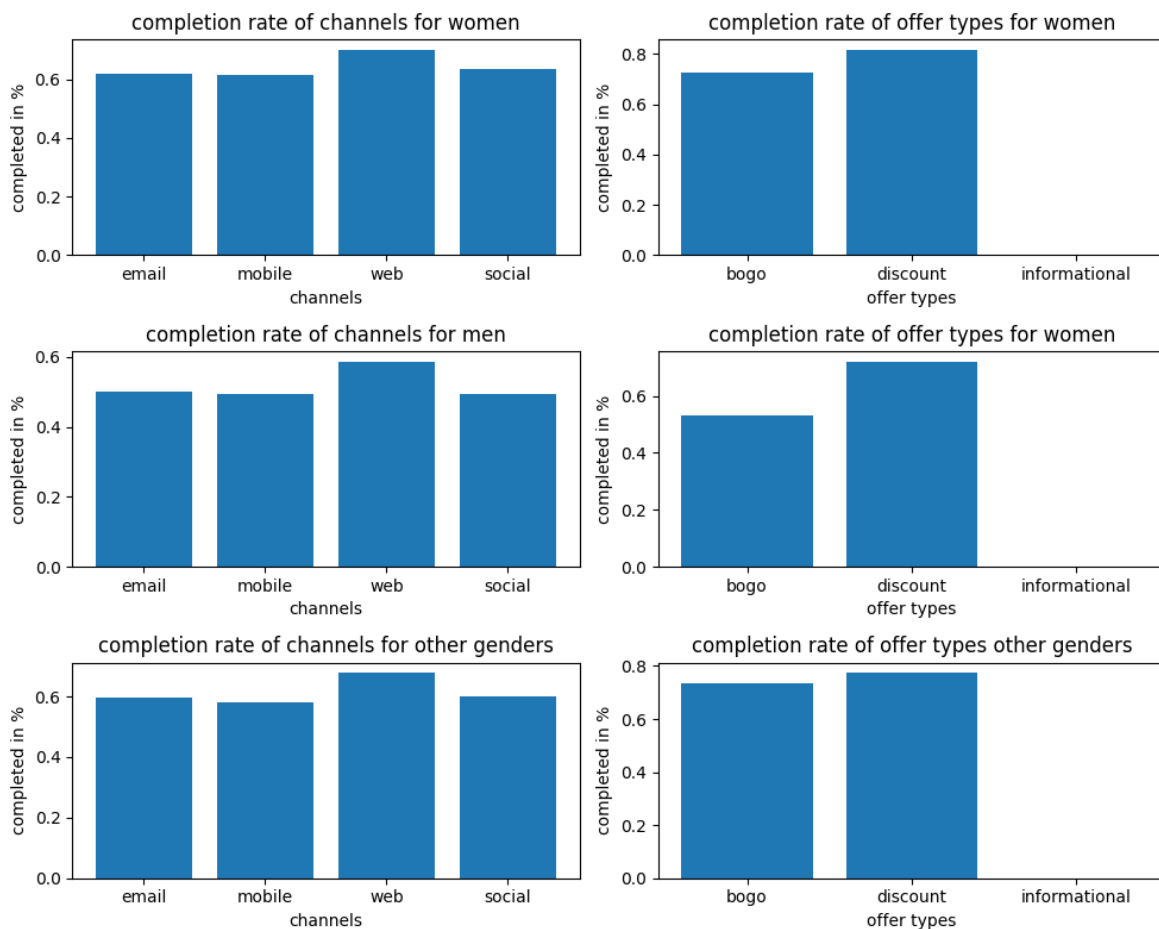 completion rate of channels for women
completed in %
0.6
0.4
0.2
0.0
email mobile web social
channels
completion rate of offer types for women
completed in %
0.8
0.6
0.4
0.2
0.0
bogo discount informational
offer types
completion rate of channels for men
completed in %
0.6
0.4
0.2
0.0
email mobile web social
channels
completion rate of offer types for women
completed in %
0.6
0.4
0.2
0.0
bogo discount informational
offer types
completion rate of channels for other genders
completed in %
0.6
0.4
0.2
0.0
email mobile web social
channels
completion rate of offer types other genders
completed in %
0.8
0.6
0.4
0.2
0.0
bogo discount informational
offer types